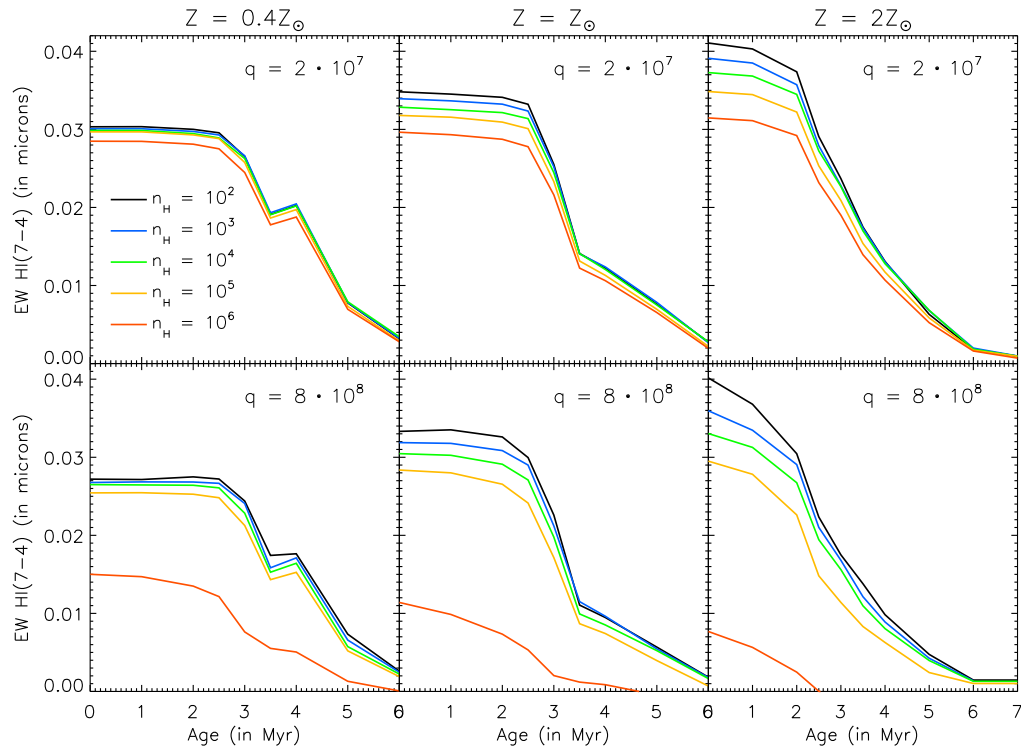 Z = 0.4Z⊙ Z = Z⊙ Z = 2Z⊙
q = 2 · 10⁷ q = 2 · 10⁷ q = 2 · 10⁷
EW HI(7−4) (in microns)
0.04
0.03
0.02
0.01
0.00
n_H = 10²
n_H = 10³
n_H = 10⁴
n_H = 10⁵
n_H = 10⁶
q = 8 · 10⁸ q = 8 · 10⁸ q = 8 · 10⁸
EW HI(7−4) (in microns)
0.04
0.03
0.02
0.01
0.00
0 1 2 3 4 5 6 0 1 2 3 4 5 6 0 1 2 3 4 5 6 7
Age (in Myr) Age (in Myr) Age (in Myr)